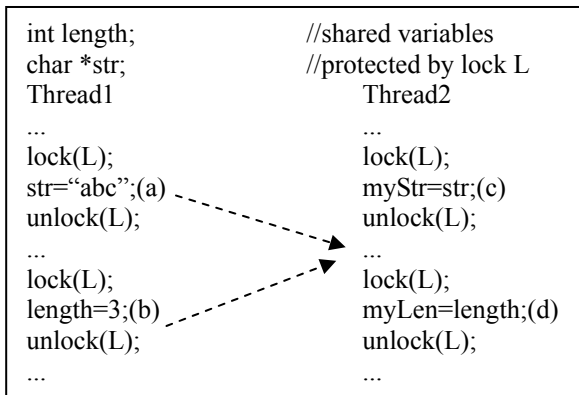 int length; //shared variables
char *str; //protected by lock L
Thread1 Thread2
... ...
lock(L); lock(L);
str=“abc”;(a) myStr=str;(c)
unlock(L); unlock(L);
... ...
lock(L); lock(L);
length=3;(b) myLen=length;(d)
unlock(L); unlock(L);
... ...